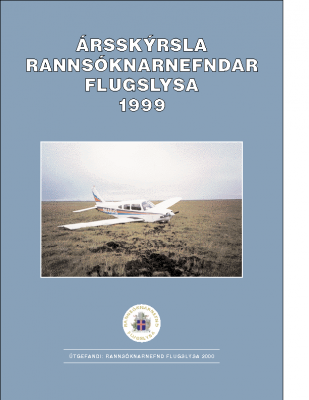 ÁRSSKÝRSLA
RANNSÓKNARNEFNDAR
FLUGSLYSA
1999
ÚTGEFANDI: RANNSÓKNARNEFND FLUGSLYSA 2000